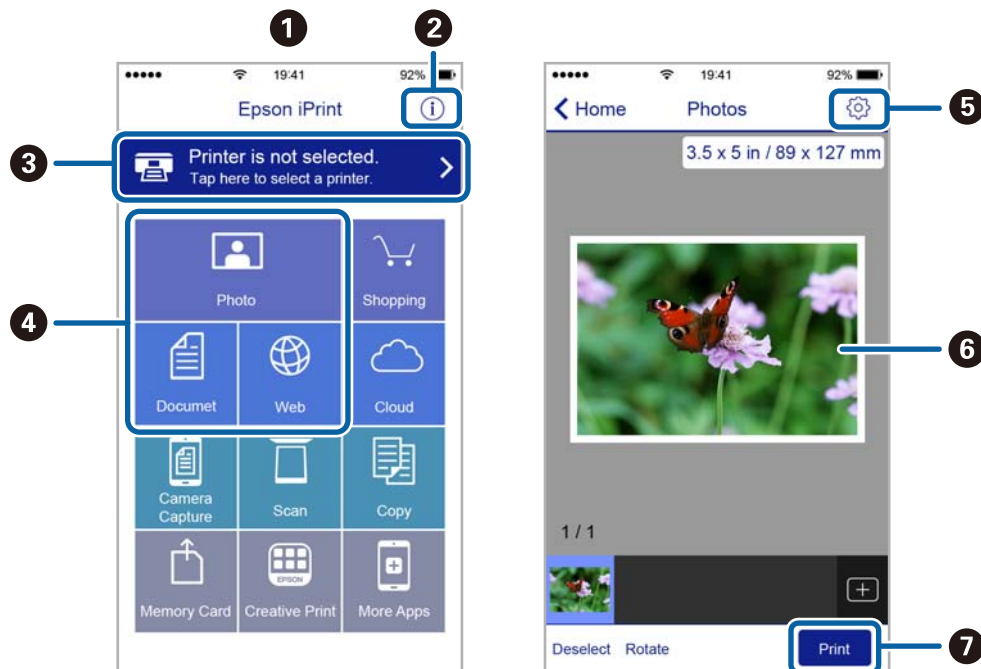 1
2
19:41
92%
Epson iPrint
3
Printer is not selected.
Tap here to select a printer.
4
Photo
Shopping
Documet
Web
Cloud
Camera
Capture
Scan
Copy
EPSON
Memory Card
Creative Print
More Apps
19:41
92%
Home
Photos
5
3.5 x 5 in / 89 x 127 mm
6
1 / 1
Deselect
Rotate
Print
7